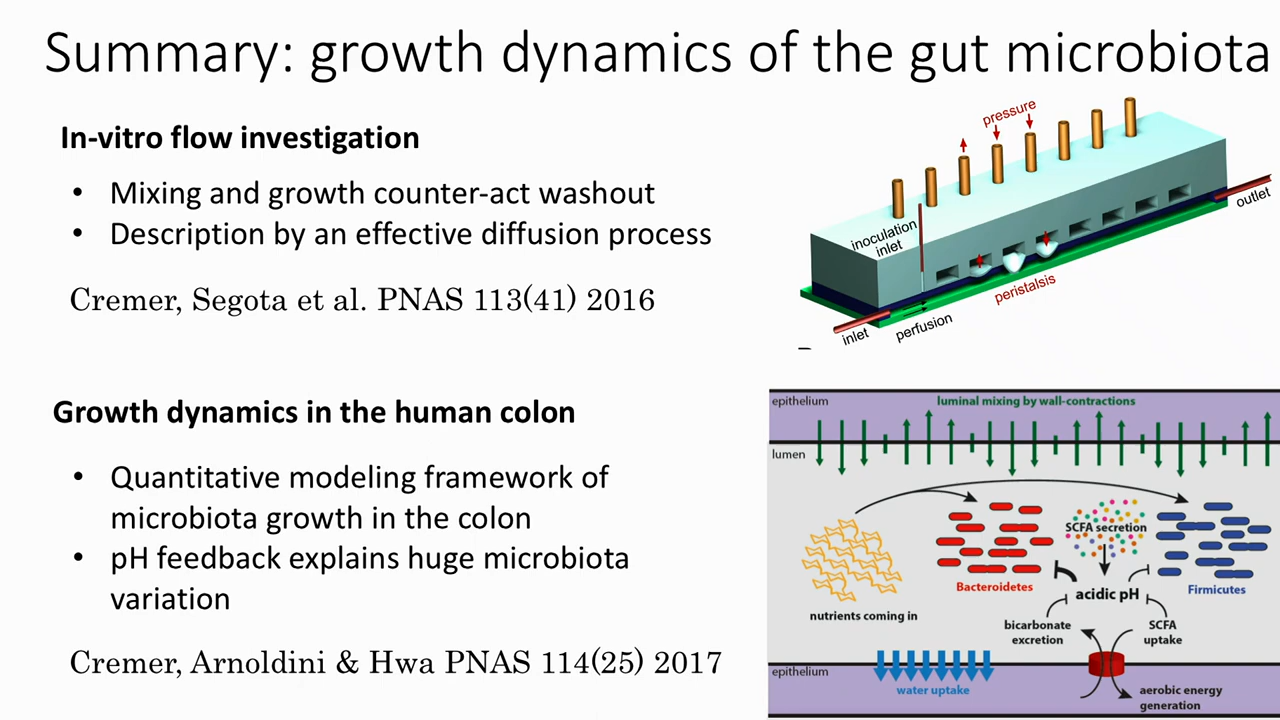 Summary: growth dynamics of the gut microbiota
In-vitro flow investigation
• Mixing and growth counter-act washout
• Description by an effective diffusion process
Cremer, Segota et al. PNAS 113(41) 2016
pressure
inoculation
inlet
outlet
peristalsis
inlet
perfusion
Growth dynamics in the human colon
• Quantitative modeling framework of
microbiota growth in the colon
• pH feedback explains huge microbiota
variation
Cremer, Arnoldini & Hwa PNAS 114(25) 2017
epithelium
luminal mixing by wall-contractions
lumen
SCFA secretion
Bacteroidetes
acidic pH
Firmicutes
nutrients coming in
bicarbonate
excretion
SCFA
uptake
epithelium
water uptake
aerobic energy
generation